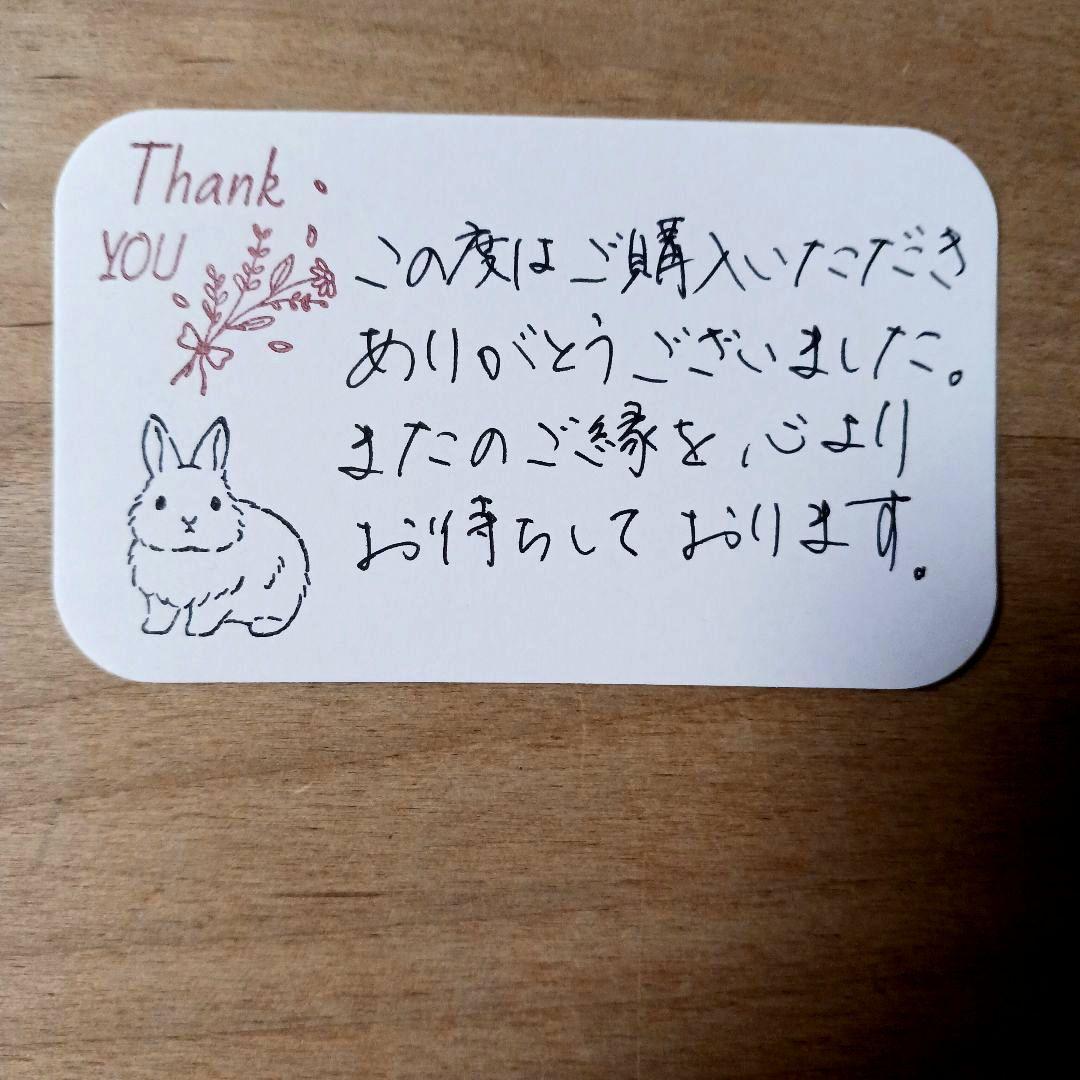 Thank
YOU
この度はご購入いただき
ありがとうございました。
またのご縁を心より
お待ちしております。